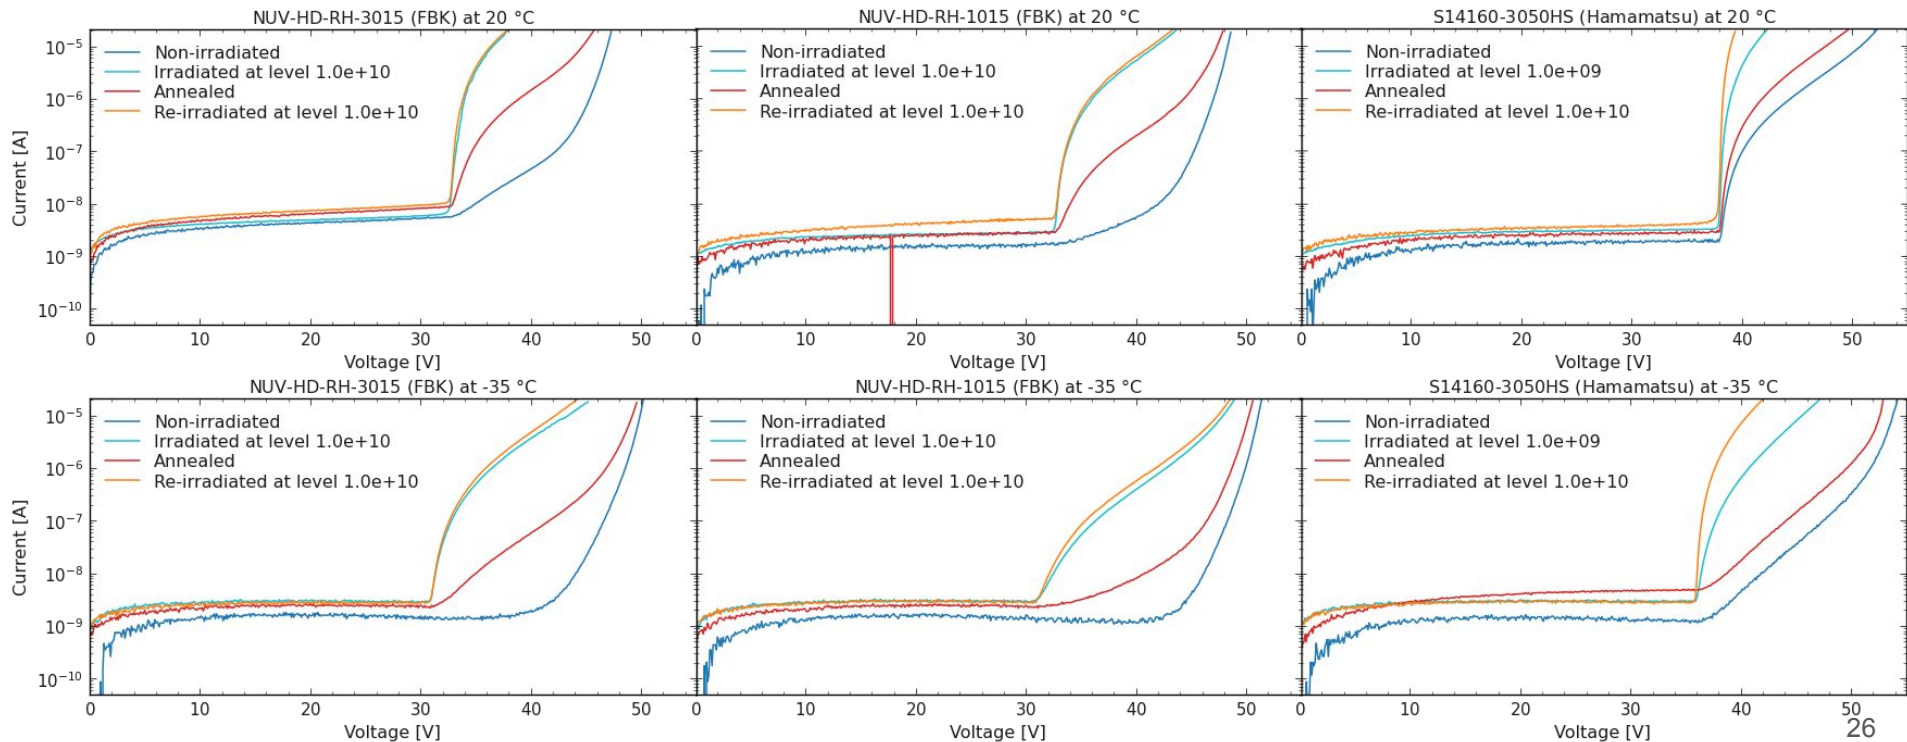 NUV-HD-RH-3015 (FBK) at 20 °C
Non-irradiated
Irradiated at level 1.0e+10
Annealed
Re-irradiated at level 1.0e+10
10⁻⁵
10⁻⁶
10⁻⁷
10⁻⁸
10⁻⁹
10⁻¹⁰
Current [A]
0 10 20 30 40 50
Voltage [V]
NUV-HD-RH-1015 (FBK) at 20 °C
Non-irradiated
Irradiated at level 1.0e+10
Annealed
Re-irradiated at level 1.0e+10
0 10 20 30 40 50
Voltage [V]
S14160-3050HS (Hamamatsu) at 20 °C
Non-irradiated
Irradiated at level 1.0e+09
Annealed
Re-irradiated at level 1.0e+10
0 10 20 30 40 50
Voltage [V]
NUV-HD-RH-3015 (FBK) at -35 °C
Non-irradiated
Irradiated at level 1.0e+10
Annealed
Re-irradiated at level 1.0e+10
10⁻⁵
10⁻⁶
10⁻⁷
10⁻⁸
10⁻⁹
10⁻¹⁰
Current [A]
0 10 20 30 40 50
Voltage [V]
NUV-HD-RH-1015 (FBK) at -35 °C
Non-irradiated
Irradiated at level 1.0e+10
Annealed
Re-irradiated at level 1.0e+10
0 10 20 30 40 50
Voltage [V]
S14160-3050HS (Hamamatsu) at -35 °C
Non-irradiated
Irradiated at level 1.0e+09
Annealed
Re-irradiated at level 1.0e+10
0 10 20 30 40 50
Voltage [V]
26